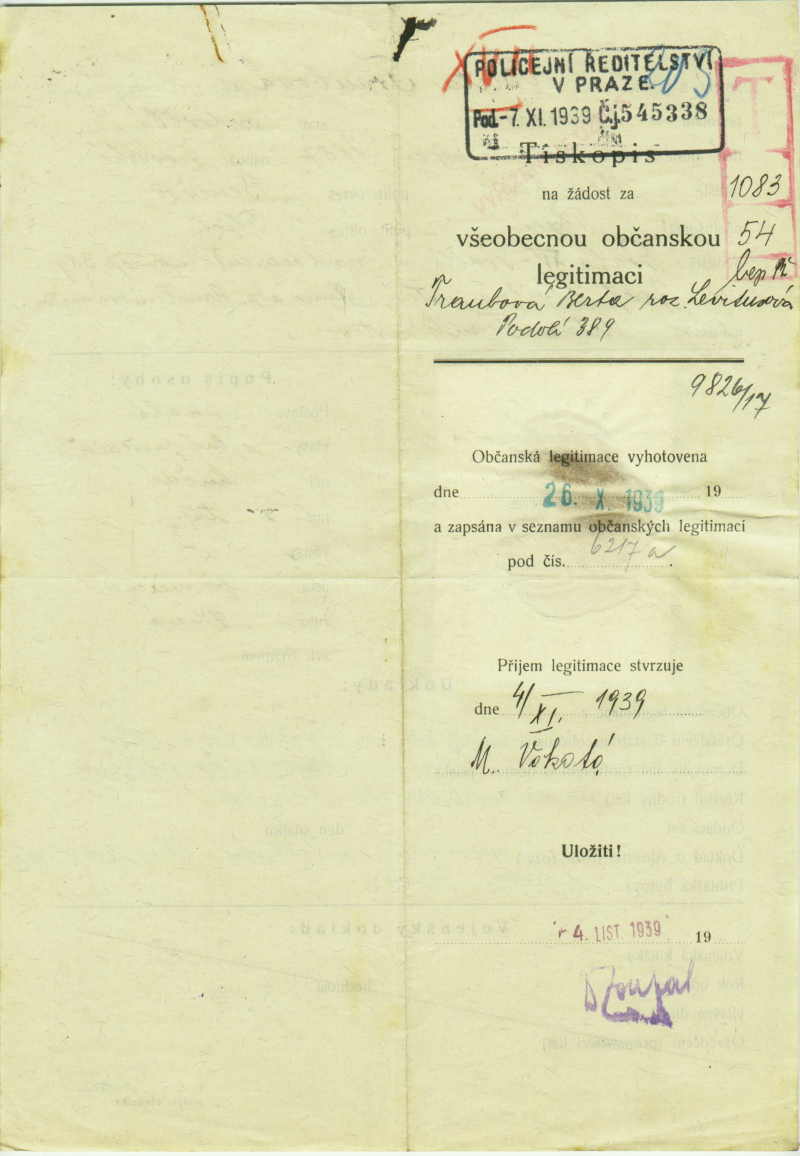 POLICEJNÍ ŘEDITELSTVÍ
V PRAZE
Pod. -7. XI. 1939 Čj. 545338
Tiskopis
na žádost za
1083
všeobecnou občanskou
54
legitimaci
Traubová Berta roz. Levitusová
Podolí 389
9826/17
Občanská legitimace vyhotovena
dne 26. X. 1939 19
a zapsána v seznamu občanských legitimací
pod čís. 6217 a
Příjem legitimace stvrzuje
dne 4/XI. 1939
M.
Uložiti!
4. LIST. 1939 19